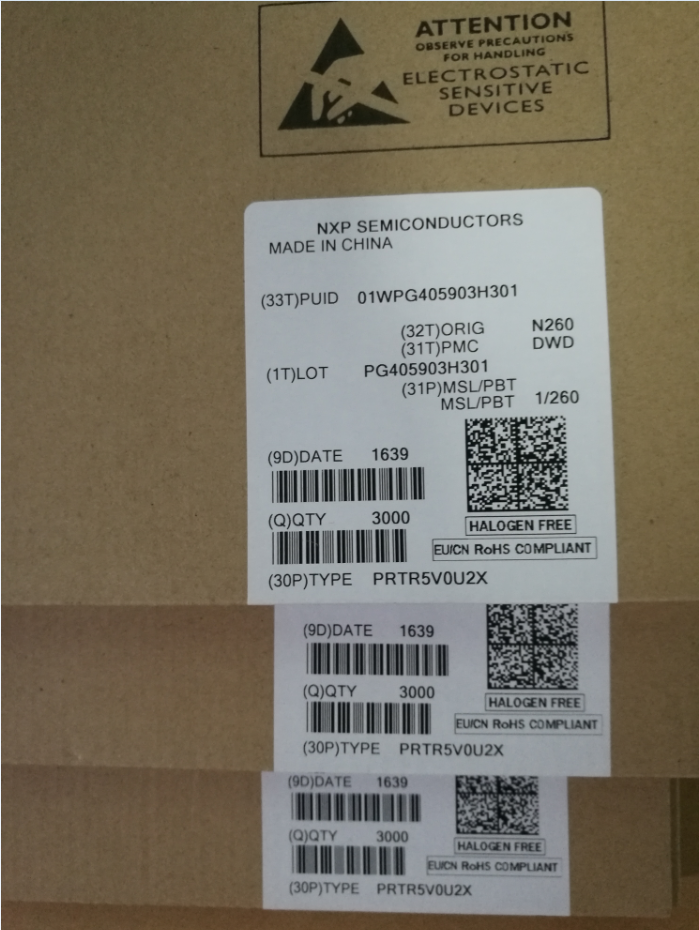 ATTENTION
OBSERVE PRECAUTIONS
FOR HANDLING
ELECTROSTATIC
SENSITIVE
DEVICES
NXP SEMICONDUCTORS
MADE IN CHINA
(33T)PUID 01WPG405903H301
(32T)ORIG N260
(31T)PMC DWD
(1T)LOT PG405903H301
(31P)MSL/PBT
MSL/PBT 1/260
(9D)DATE 1639
(Q)QTY 3000
HALOGEN FREE
EU/CN RoHS COMPLIANT
(30P)TYPE PRTR5V0U2X
(9D)DATE 1639
(Q)QTY 3000
HALOGEN FREE
EU/CN RoHS COMPLIANT
(30P)TYPE PRTR5V0U2X
(9D)DATE 1639
(Q)QTY 3000
HALOGEN FREE
EU/CN RoHS COMPLIANT
(30P)TYPE PRTR5V0U2X